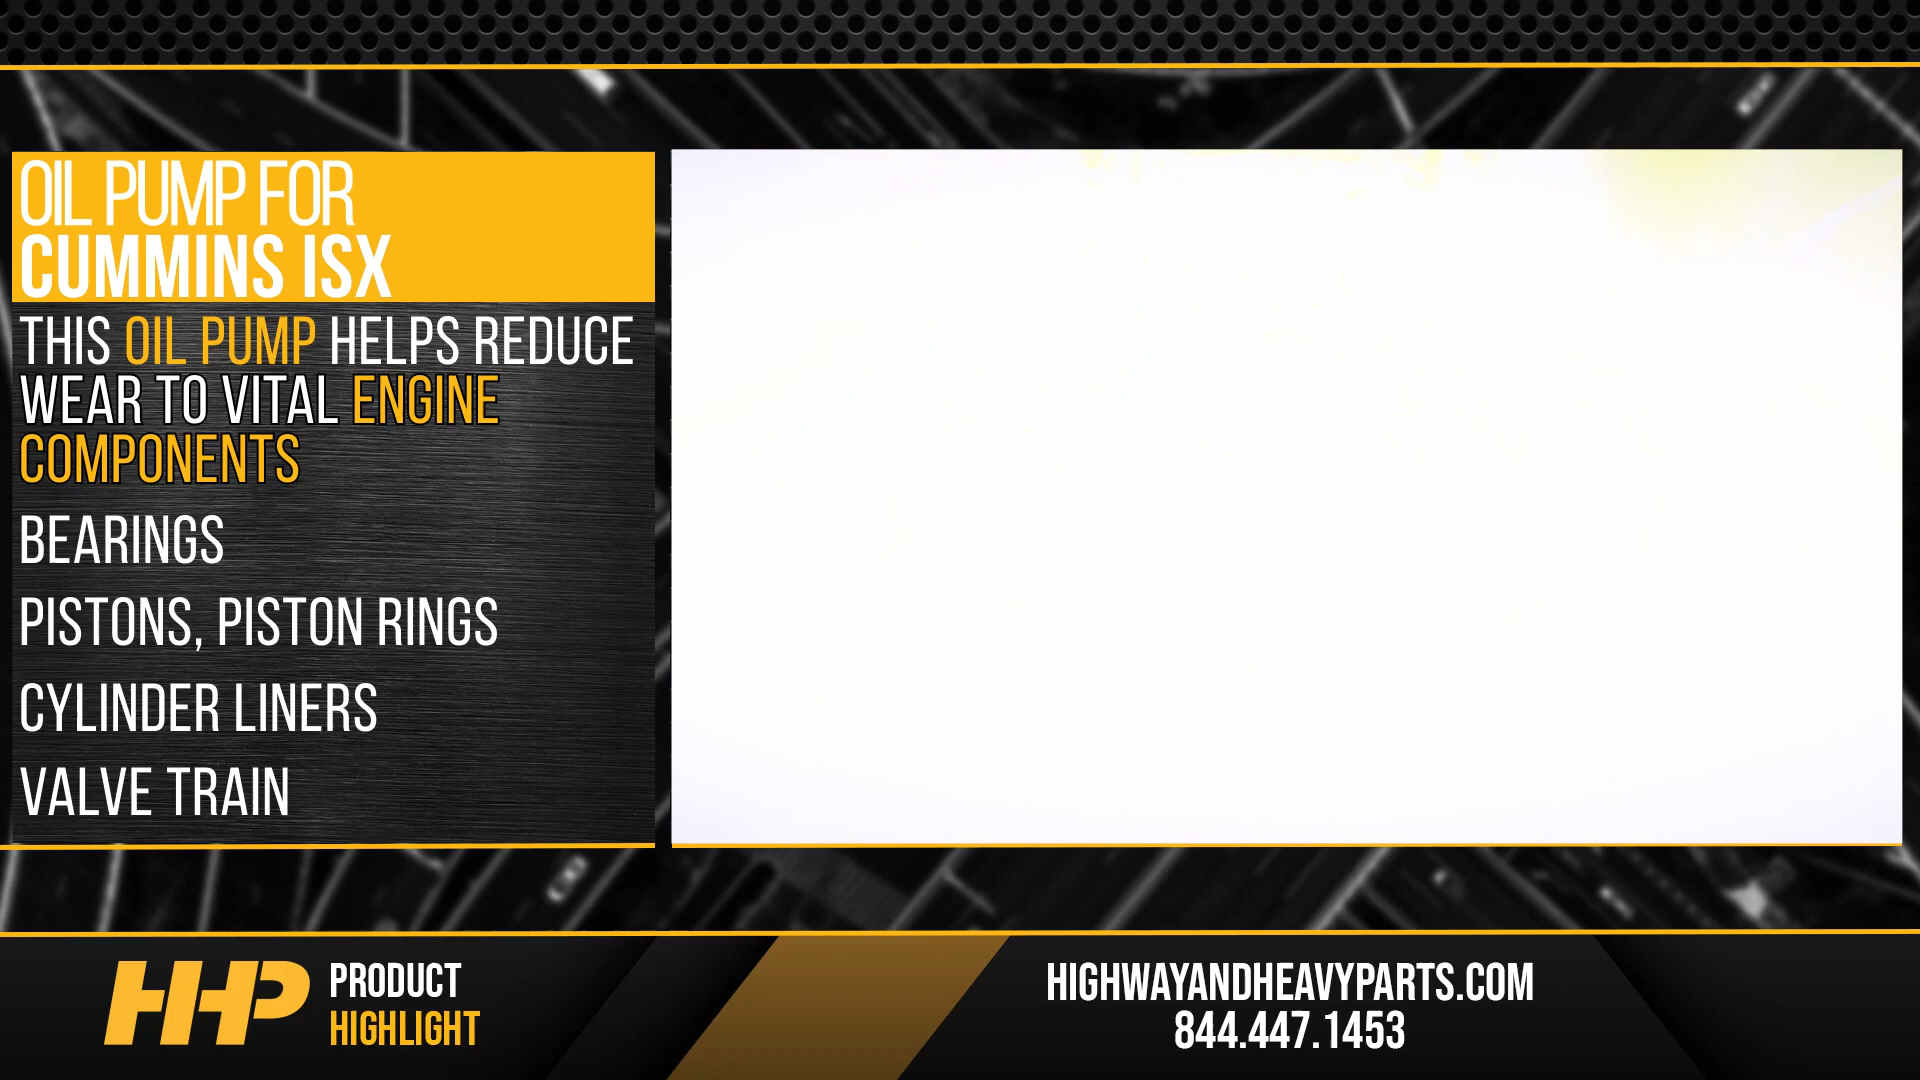 OIL PUMP FOR
CUMMINS ISX
THIS OIL PUMP HELPS REDUCE
WEAR TO VITAL ENGINE
COMPONENTS
BEARINGS
PISTONS, PISTON RINGS
CYLINDER LINERS
VALVE TRAIN
HHP
PRODUCT
HIGHLIGHT
HIGHWAYANDHEAVYPARTS.COM
844.447.1453